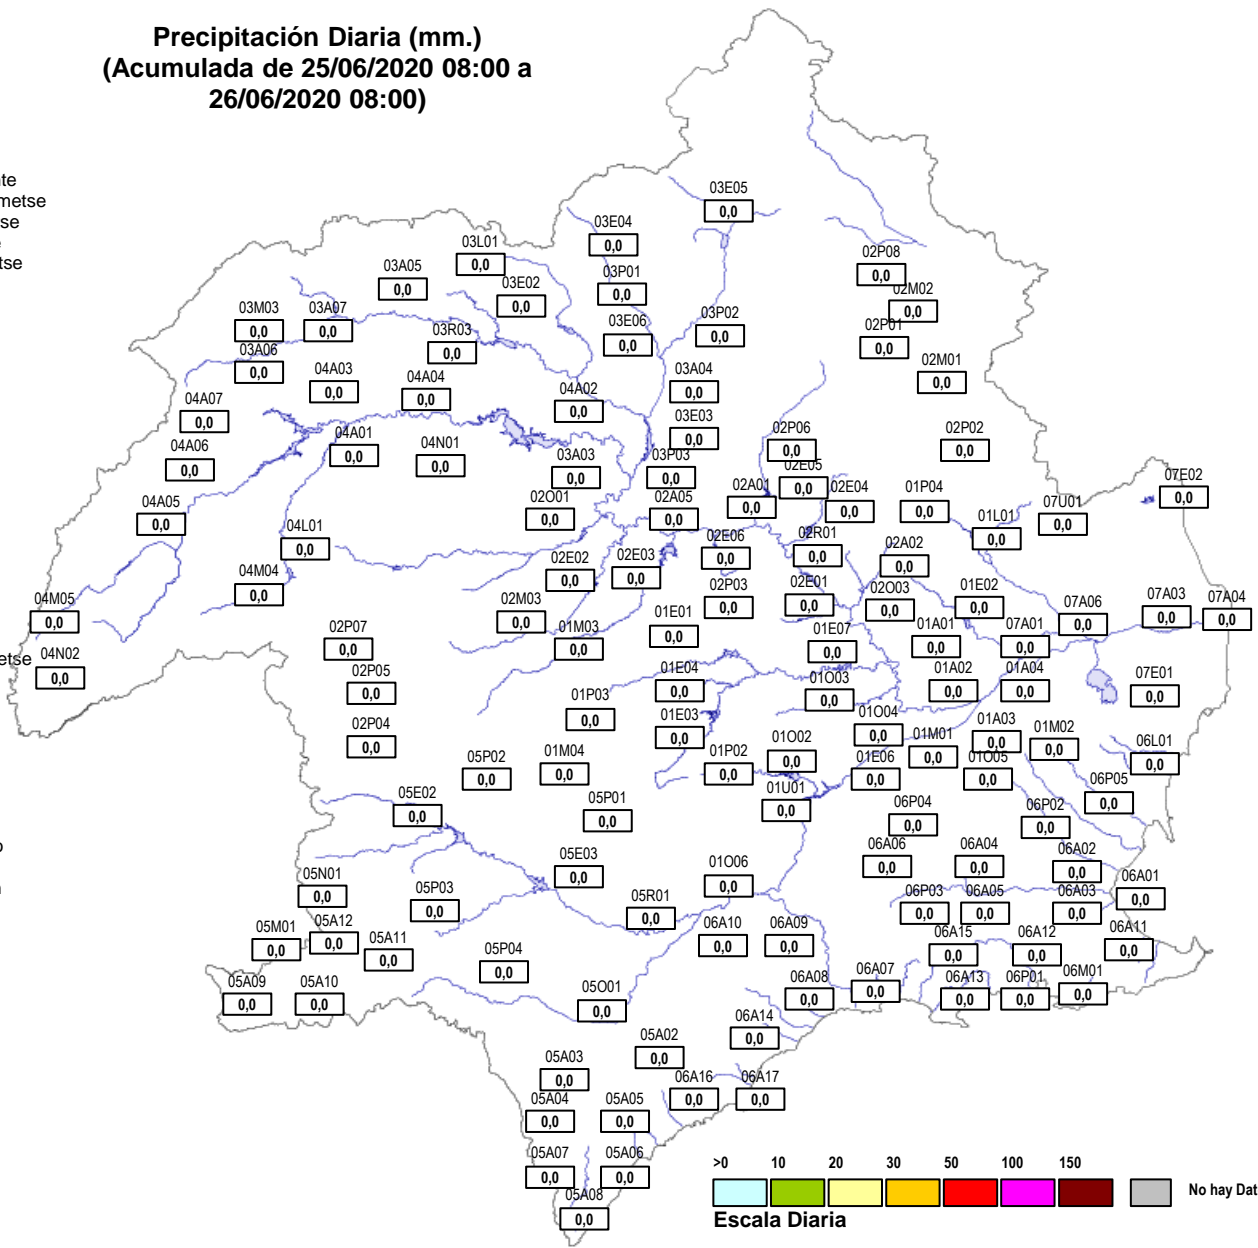 Precipitación Diaria (mm.)
(Acumulada de 25/06/2020 08:00 a
26/06/2020 08:00)
te
metse
se
tse
03E05
0,0
03E04
0,0
03L01
0,0
02P08
0,0
03A05
0,0
03P01
0,0
03E02
0,0
02M02
0,0
03M03
0,0
03A07
0,0
03P02
0,0
03E06
0,0
03R03
0,0
02P01
0,0
03A06
0,0
02M01
0,0
04A03
0,0
04A04
0,0
03A04
0,0
04A02
0,0
04A07
0,0
03E03
0,0
04A01
0,0
02P06
0,0
02P02
0,0
04A06
0,0
04N01
0,0
03A03
0,0
03P03
0,0
02E05
0,0
07E02
0,0
02A01
0,0
02E04
0,0
01P04
0,0
04A05
0,0
02O01
0,0
02A05
0,0
07U01
0,0
01L01
0,0
04L01
0,0
02E06
0,0
02R01
0,0
02A02
0,0
04M04
0,0
02E02
0,0
02E03
0,0
02P03
0,0
02E01
0,0
02O03
0,0
01E02
0,0
04M05
0,0
02M03
0,0
07A06
0,0
07A03
0,0
07A04
0,0
02P07
0,0
01M03
0,0
01E01
0,0
01E07
0,0
01A01
0,0
07A01
0,0
etse
04N02
0,0
02P05
0,0
01E04
0,0
01O03
0,0
01A02
0,0
01A04
0,0
07E01
0,0
01P03
0,0
02P04
0,0
01E03
0,0
01O04
0,0
01A03
0,0
01M02
0,0
01M01
0,0
06L01
0,0
05P02
0,0
01M04
0,0
01P02
0,0
01O02
0,0
01E06
0,0
01O05
0,0
05E02
0,0
05P01
0,0
01U01
0,0
06P04
0,0
06P02
0,0
06P05
0,0
o
05E03
0,0
01O06
0,0
06A06
0,0
06A04
0,0
06A02
0,0
05N01
0,0
05P03
0,0
05R01
0,0
06P03
0,0
06A05
0,0
06A03
0,0
06A01
0,0
05M01
0,0
05A12
0,0
05A11
0,0
05P04
0,0
06A10
0,0
06A09
0,0
06A15
0,0
06A12
0,0
06A11
0,0
05A09
0,0
05A10
0,0
05O01
0,0
06A08
0,0
06A07
0,0
06A13
0,0
06P01
0,0
06M01
0,0
06A14
0,0
05A02
0,0
05A03
0,0
06A16
0,0
06A17
0,0
05A04
0,0
05A05
0,0
05A07
0,0
05A06
0,0
05A08
0,0
>0 10 20 30 50 100 150
No hay Dat
Escala Diaria